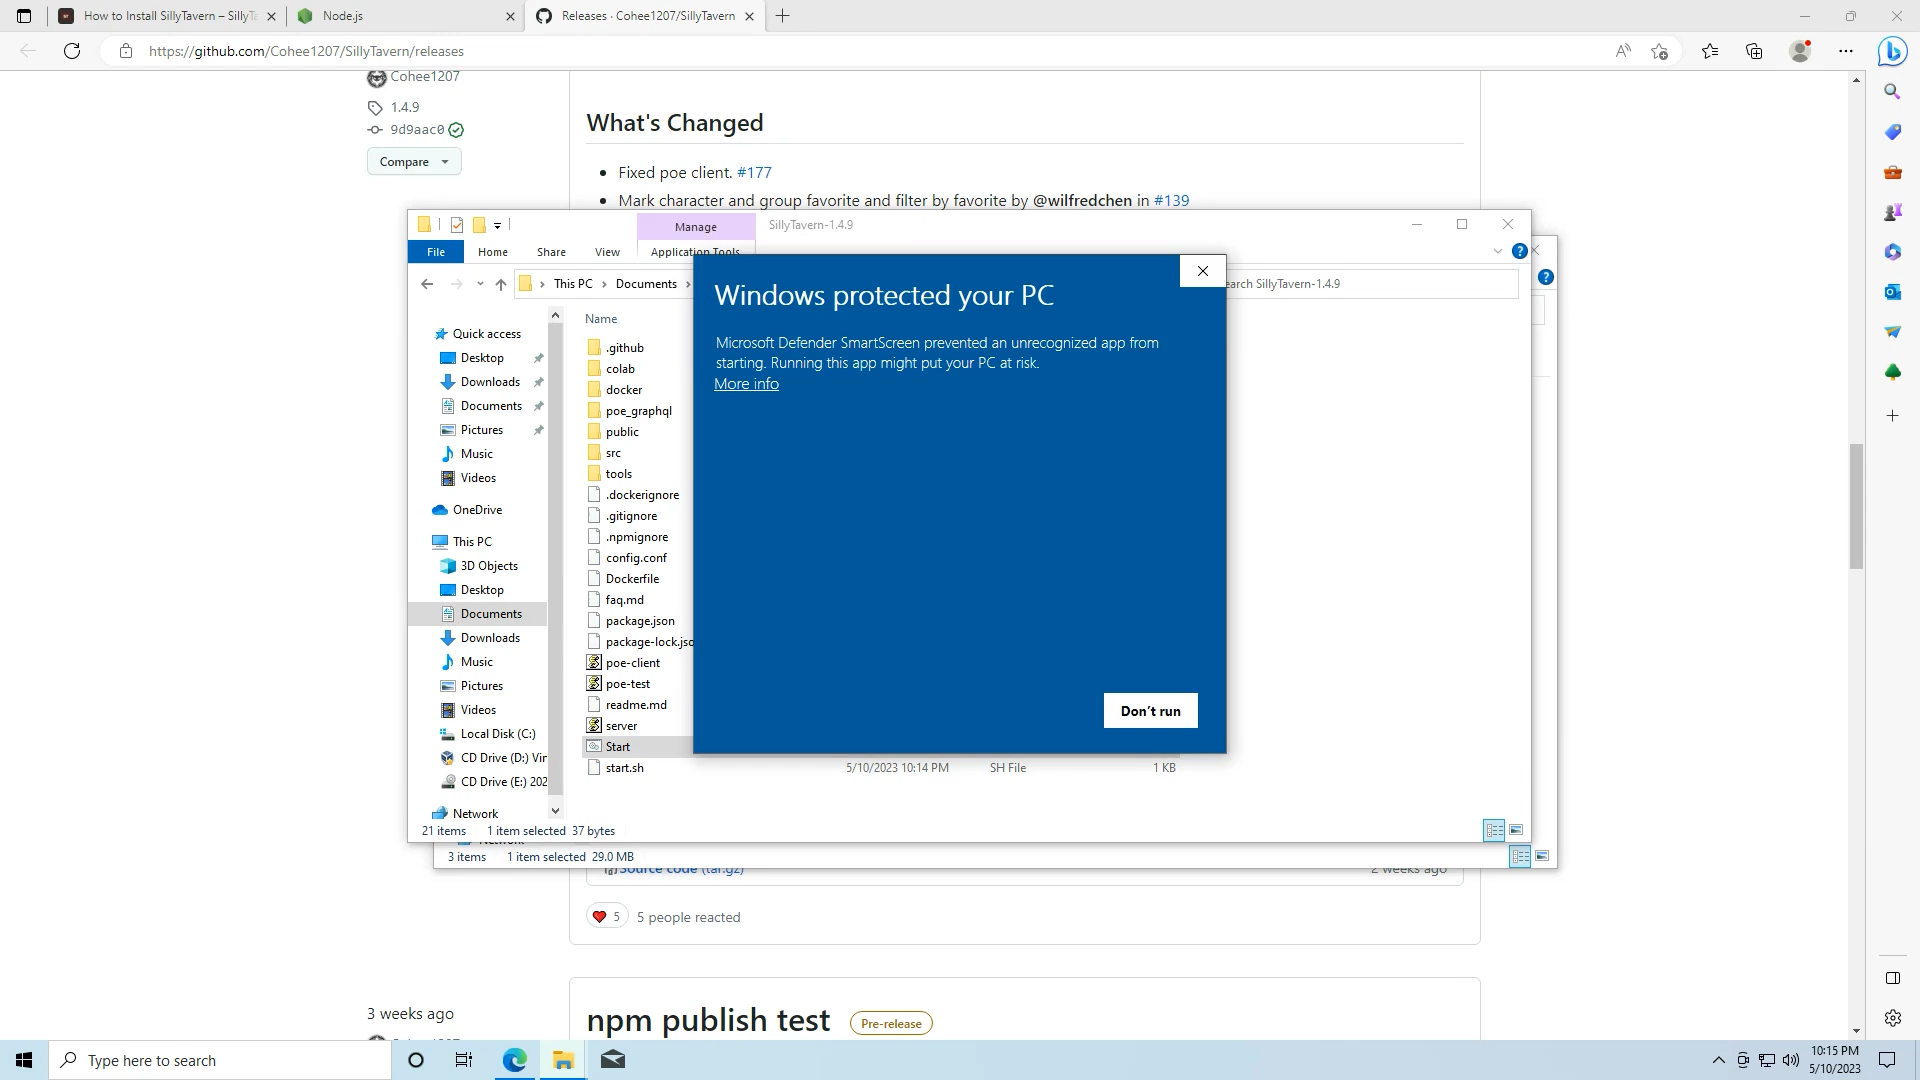 How to Install SillyTavern – SillyTa
Node.js
Releases · Cohee1207/SillyTavern
https://github.com/Cohee1207/SillyTavern/releases
Cohee1207
1.4.9
9d9aac0
Compare
What's Changed
Fixed poe client. #177
Mark character and group favorite and filter by favorite by @wilfredchen in #139
Manage
SillyTavern-1.4.9
File
Home
Share
View
Application Tools
This PC
Documents
earch SillyTavern-1.4.9
Quick access
Desktop
Downloads
Documents
Pictures
Music
Videos
OneDrive
This PC
3D Objects
Desktop
Documents
Downloads
Music
Pictures
Videos
Local Disk (C:)
CD Drive (D:) Vir
CD Drive (E:) 202
Network
Name
.github
colab
docker
poe_graphql
public
src
tools
.dockerignore
.gitignore
.npmignore
config.conf
Dockerfile
faq.md
package.json
package-lock.jso
poe-client
poe-test
readme.md
server
Start
start.sh 5/10/2023 10:14 PM SH File 1 KB
Windows protected your PC
Microsoft Defender SmartScreen prevented an unrecognized app from
starting. Running this app might put your PC at risk.
More info
Don't run
21 items 1 item selected 37 bytes
3 items 1 item selected 29.0 MB
Source code (tar.gz)
2 weeks ago
5
5 people reacted
3 weeks ago
npm publish test
Pre-release
Type here to search
10:15 PM
5/10/2023